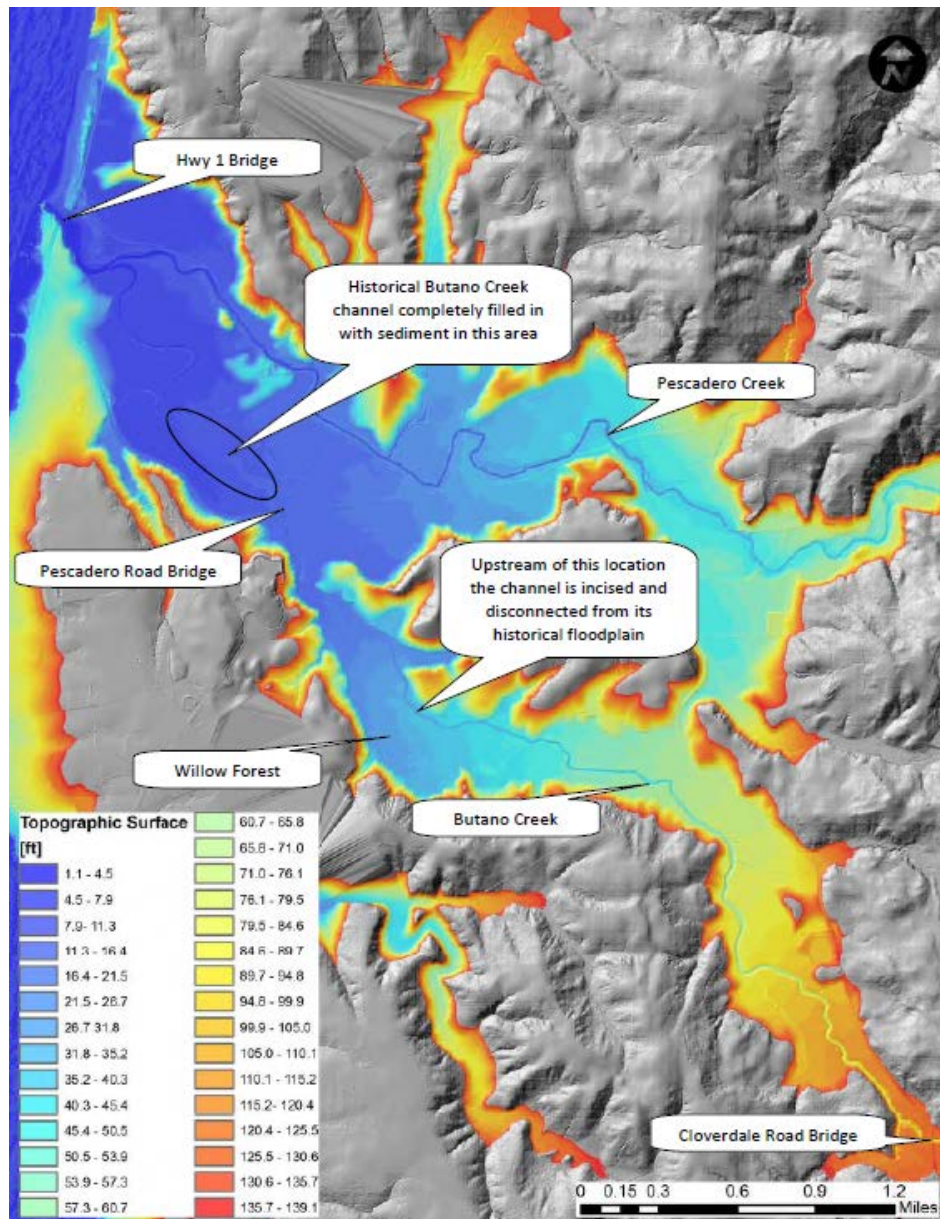 N
Hwy 1 Bridge
Historical Butano Creek
channel completely filled in
with sediment in this area
Pescadero Creek
Pescadero Road Bridge
Upstream of this location
the channel is incised and
disconnected from its
historical floodplain
Willow Forest
Butano Creek
Cloverdale Road Bridge
Topographic Surface
[ft]
1.1 - 4.5
4.5 - 7.9
7.9- 11.3
11.3 - 16.4
16.4 - 21.5
21.5 - 26.7
26.7 31.8
31.8 - 35.2
35.2 - 40.3
40.3 - 45.4
45.4 - 50.5
50.5 - 53.9
53.9 - 57.3
57.3 - 60.7
60.7 - 65.8
65.8 - 71.0
71.0 - 76.1
76.1 - 79.5
79.5 - 84.6
84.6 - 89.7
89.7 - 94.8
94.8 - 99.9
99.9 - 105.0
105.0 - 110.1
110.1 - 115.2
115.2 - 120.4
120.4 - 125.5
125.5 - 130.6
130.6 - 135.7
135.7 - 139.1
0 0.15 0.3 0.6 0.9 1.2
Miles